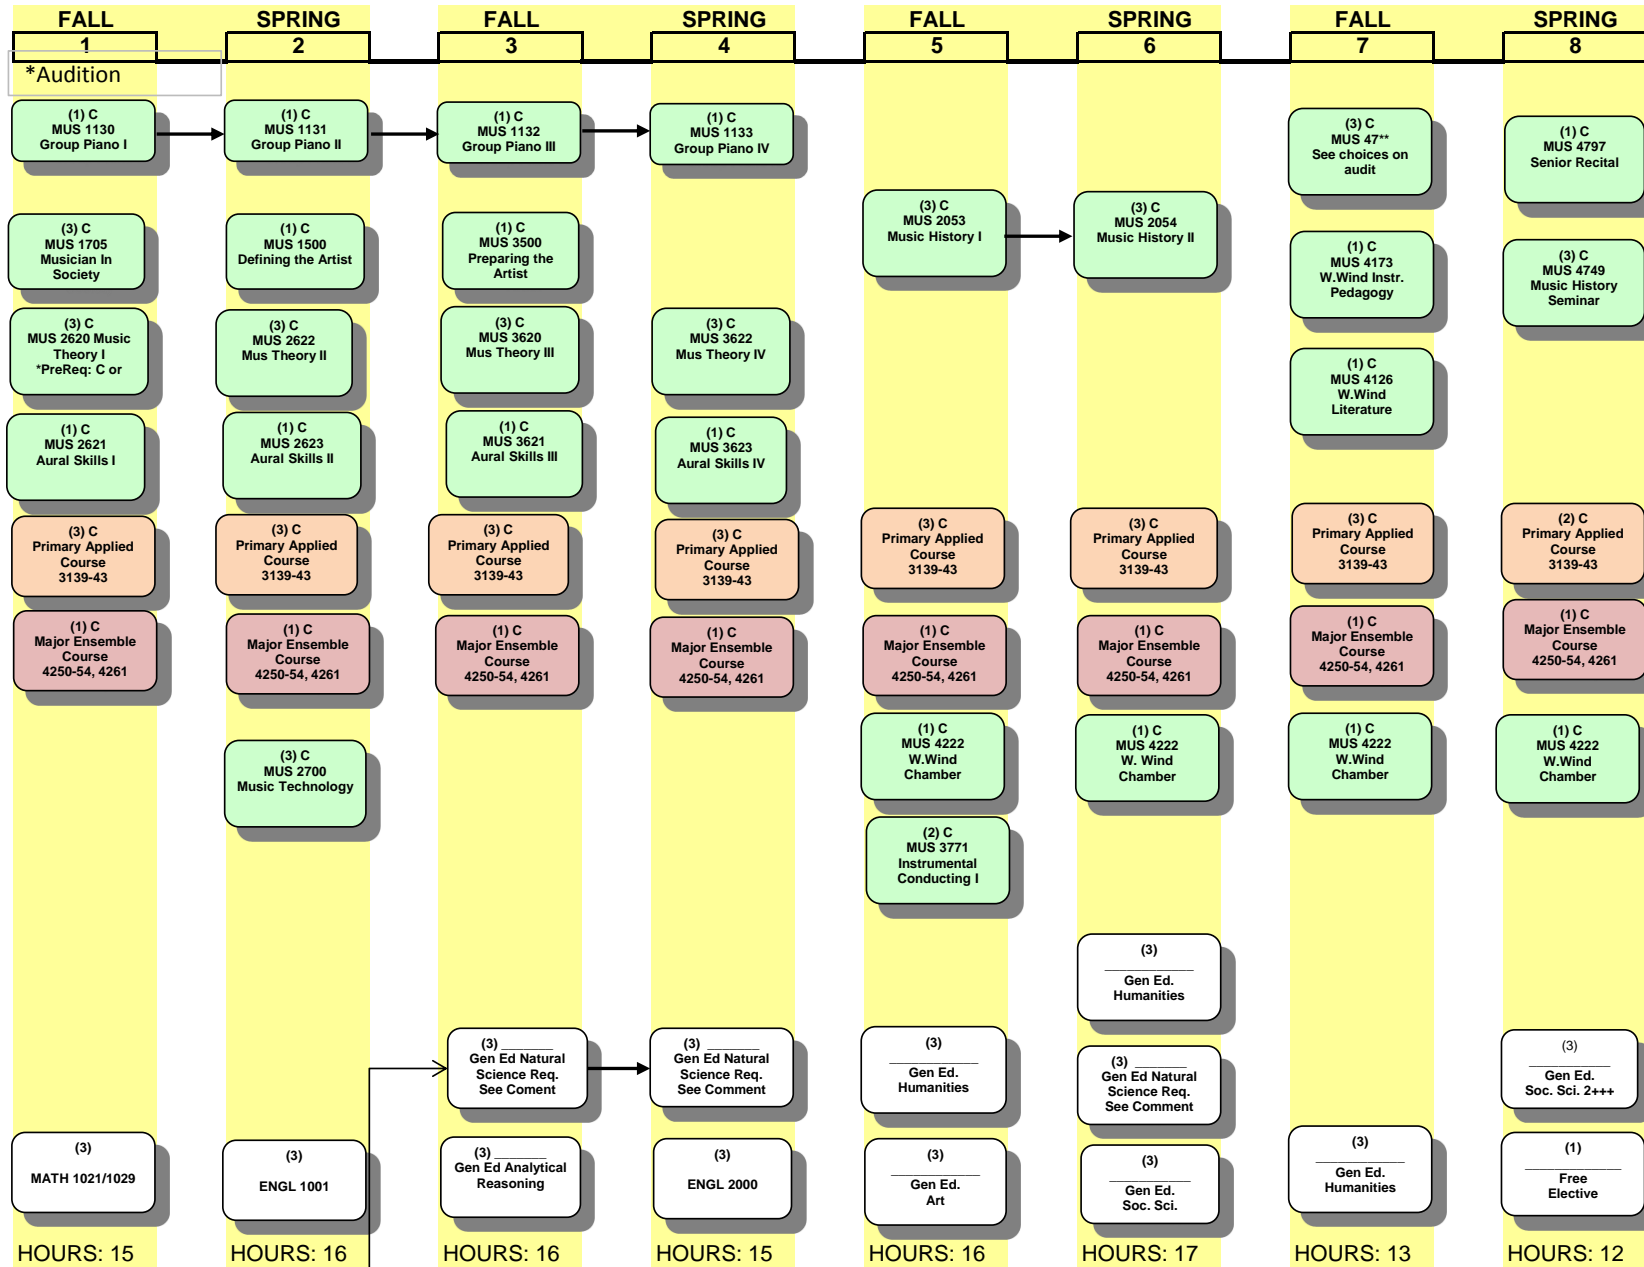 FALL
1
*Audition
(1) C
MUS 1130
Group Piano I
(3) C
MUS 1705
Musician In
Society
(3) C
MUS 2620 Music
Theory I
*PreReq: C or
(1) C
MUS 2621
Aural Skills I
(3) C
Primary Applied
Course
3139-43
(1) C
Major Ensemble
Course
4250-54, 4261
(3)
MATH 1021/1029
HOURS: 15
SPRING
2
(1) C
MUS 1131
Group Piano II
(1) C
MUS 1500
Defining the Artist
(3) C
MUS 2622
Mus Theory II
(1) C
MUS 2623
Aural Skills II
(3) C
Primary Applied
Course
3139-43
(1) C
Major Ensemble
Course
4250-54, 4261
(3) C
MUS 2700
Music Technology
(3)
ENGL 1001
HOURS: 16
FALL
3
(1) C
MUS 1132
Group Piano III
(1) C
MUS 3500
Preparing the
Artist
(3) C
MUS 3620
Mus Theory III
(1) C
MUS 3621
Aural Skills III
(3) C
Primary Applied
Course
3139-43
(1) C
Major Ensemble
Course
4250-54, 4261
(3) _______
Gen Ed Natural
Science Req.
See Coment
(3) _______
Gen Ed Analytical
Reasoning
HOURS: 16
SPRING
4
(1) C
MUS 1133
Group Piano IV
(3) C
MUS 3622
Mus Theory IV
(1) C
MUS 3623
Aural Skills IV
(3) C
Primary Applied
Course
3139-43
(1) C
Major Ensemble
Course
4250-54, 4261
(3) _______
Gen Ed Natural
Science Req.
See Comment
(3)
ENGL 2000
HOURS: 15
FALL
5
(3) C
MUS 2053
Music History I
(3) C
Primary Applied
Course
3139-43
(1) C
Major Ensemble
Course
4250-54, 4261
(1) C
MUS 4222
W.Wind
Chamber
(2) C
MUS 3771
Instrumental
Conducting I
(3)
____________
Gen Ed.
Humanities
(3)
____________
Gen Ed.
Art
HOURS: 16
SPRING
6
(3) C
MUS 2054
Music History II
(3) C
Primary Applied
Course
3139-43
(1) C
Major Ensemble
Course
4250-54, 4261
(1) C
MUS 4222
W. Wind
Chamber
(3)
____________
Gen Ed.
Humanities
(3) _______
Gen Ed Natural
Science Req.
See Comment
(3)
____________
Gen Ed.
Soc. Sci.
HOURS: 17
FALL
7
(3) C
MUS 47**
See choices on
audit
(1) C
MUS 4173
W.Wind Instr.
Pedagogy
(1) C
MUS 4126
W.Wind
Literature
(3) C
Primary Applied
Course
3139-43
(1) C
Major Ensemble
Course
4250-54, 4261
(1) C
MUS 4222
W.Wind
Chamber
(3)
____________
Gen Ed.
Humanities
HOURS: 13
SPRING
8
(1) C
MUS 4797
Senior Recital
(3) C
MUS 4749
Music History
Seminar
(2) C
Primary Applied
Course
3139-43
(1) C
Major Ensemble
Course
4250-54, 4261
(1) C
MUS 4222
W.Wind
Chamber
(3)
____________
Gen Ed.
Soc. Sci. 2+++
(1)
____________
Free
Elective
HOURS: 12